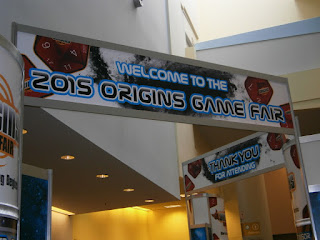 WELCOME TO THE
2015 ORIGINS GAME FAIR
THANK YOU
FOR ATTENDING